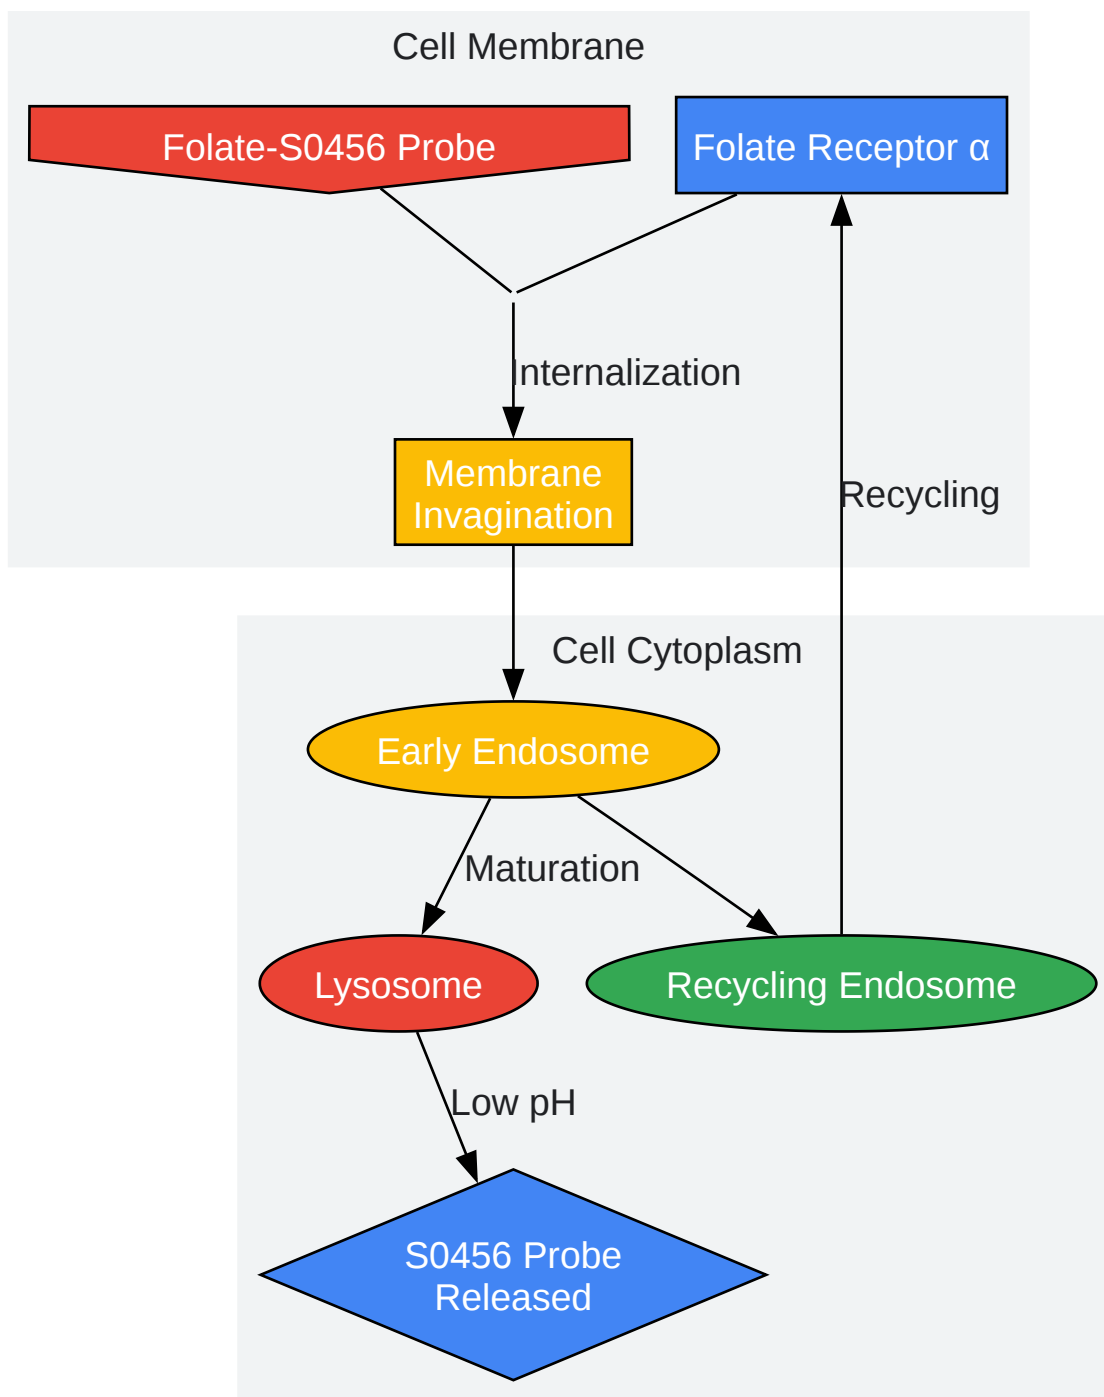 Cell Membrane
Folate-S0456 Probe
Folate Receptor α
Internalization
Membrane
Invagination
Recycling
Cell Cytoplasm
Early Endosome
Maturation
Lysosome
Recycling Endosome
Low pH
S0456 Probe
Released